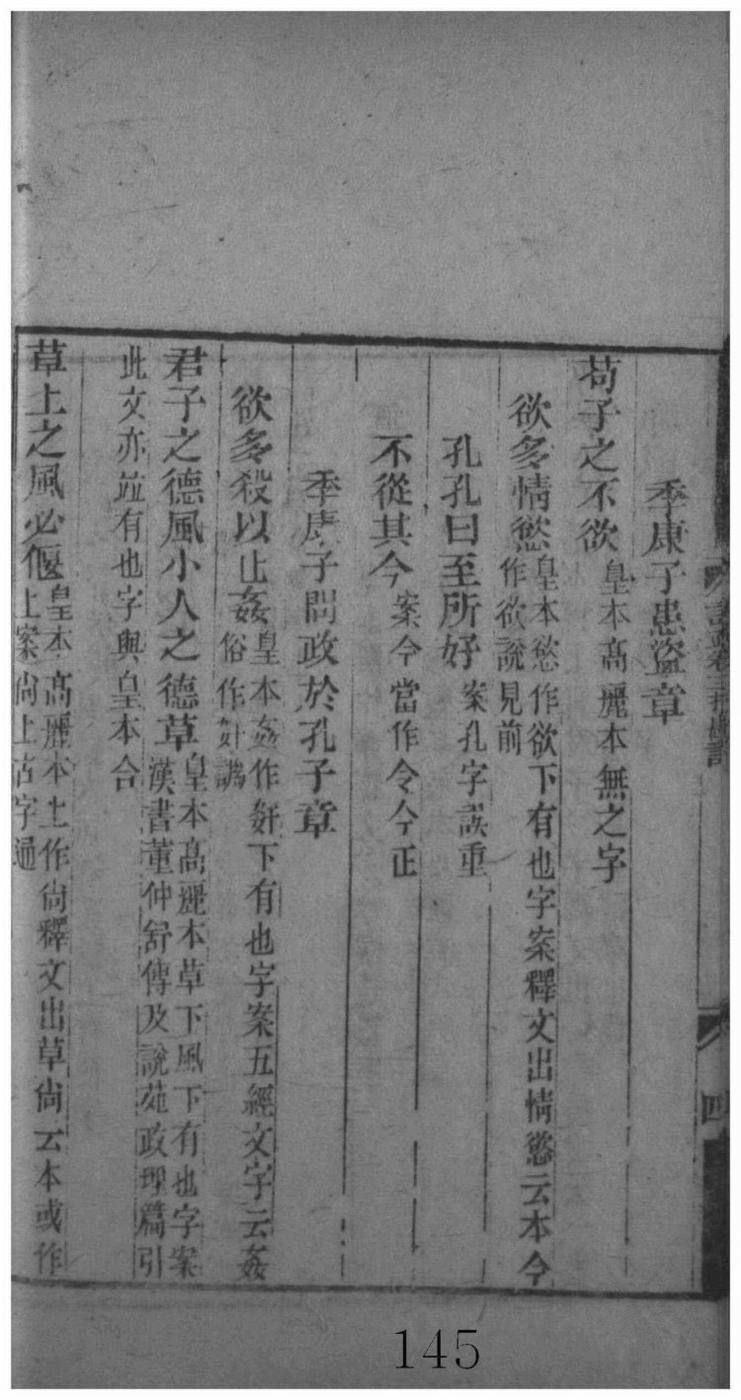 季康子患盜章
苟子之不欲皇本高麗本無之字
欲多情慾皇本慾作欲下有也字案釋文出情慾云本今作欲說見前
孔孔曰至所好案孔字誤重
不從其今案今當作令今正
季康子問政於孔子章
欲多殺以止姦皇本姦作姧下有也字案五經文字云姦俗作姧譌
君子之德風小人之德草皇本高麗本草下風下有也字案漢書董仲舒傳及說苑政理篇引
此文亦竝有也字與皇本合
草上之風必偃皇本高麗本上作尙釋文出草尙云本或作上案尙上古字通
四
145